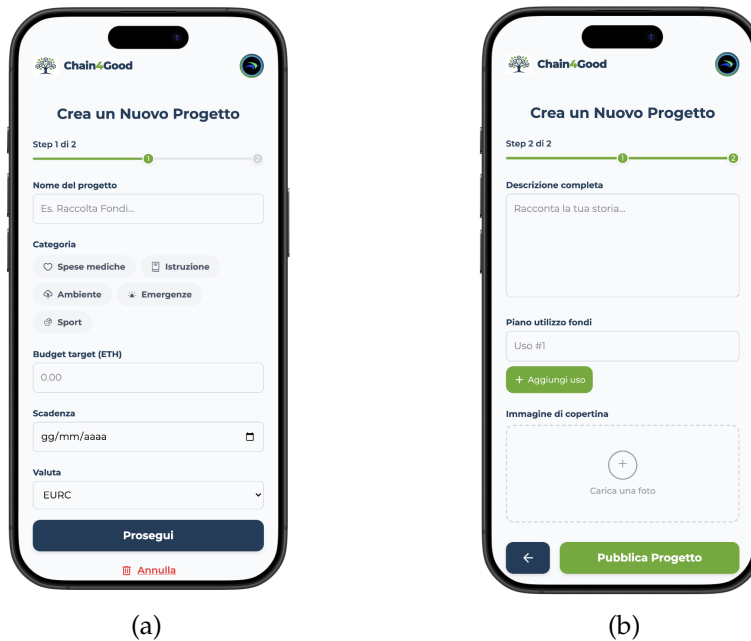 Chain4Good
Crea un Nuovo Progetto
Step 1 di 2
1
2
Nome del progetto
Es. Raccolta Fondi...
Categoria
Spese mediche
Istruzione
Ambiente
Emergenze
Sport
Budget target (ETH)
0.00
Scadenza
gg/mm/aaaa
Valuta
EURC
Prosegui
Annulla
(a)
Chain4Good
Crea un Nuovo Progetto
Step 2 di 2
1
2
Descrizione completa
Racconta la tua storia...
Piano utilizzo fondi
Uso #1
+ Aggiungi uso
Immagine di copertina
Carica una foto
Pubblica Progetto
(b)